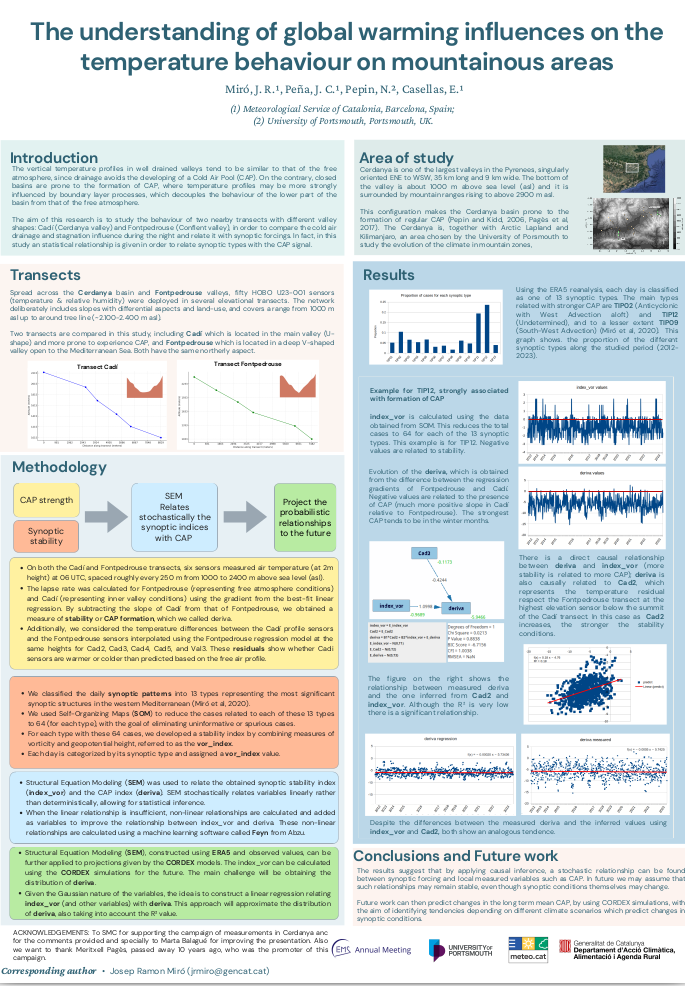 The understanding of global warming influences on the
temperature behaviour on mountainous areas
Miró, J. R.¹, Peña, J. C.¹, Pepin, N.², Casellas, E.¹
(1) Meteorological Service of Catalonia, Barcelona, Spain;
(2) University of Portsmouth, Portsmouth, UK.
Introduction
The vertical temperature profiles in well drained valleys tend to be similar to that of the free
atmosphere, since drainage avoids the developing of a Cold Air Pool (CAP). On the contrary, closed
basins are prone to the formation of CAP, where temperature profiles may be more strongly
influenced by boundary layer processes, which decouples the behaviour of the lower part of the
basin from that of the free atmosphere.
The aim of this research is to study the behaviour of two nearby transects with different valley
shapes: Cadí (Cerdanya valley) and Fontpedrouse (Conflent valley), in order to compare the cold
air drainage and stagnation influence during the night and relate it with synoptic forcings. In fact, in this
study an statistical relationship is given in order to relate synoptic types with the CAP signal.
Area of study
Cerdanya is one of the largest valleys in the Pyrenees, singularly
oriented ENE to WSW, 35 km long and 9 km wide. The bottom of
the valley is about 1000 m above sea level (asl) and it is
surrounded by mountain ranges rising to above 2900 m asl.
This configuration makes the Cerdanya basin prone to the
formation of regular CAP (Pepin and Kidd, 2006, Pagès et al,
2017). The Cerdanya is, together with Arctic Lapland and
Kilimanjaro, an area chosen by the University of Porsmouth to
study the evolution of the climate in mountain zones,
Transects
Spread across the Cerdanya basin and Fontpedrouse valleys, fifty HOBO U23-001 sensors
(temperature & relative humidity) were deployed in several elevational transects. The network
deliberately includes slopes with differential aspects and land-use, and covers a range from 1000 m
asl up to around tree line (~2100-2400 m asl).
Two transects are compared in this study, including Cadí which is located in the main valley (U-
shape) and more prone to experience CAP, and Fontpedrouse which is located in a deep V-shaped
valley open to the Mediterranean Sea. Both have the same northerly aspect.
Transect Cadí
Transect Fontpedrouse
Methodology
CAP strength
Synoptic
stability
SEM
Relates
stochastically the
synoptic indices
with CAP
Project the
probabilistic
relationships
to the future
• On both the Cadí and Fontpedrouse transects, six sensors measured air temperature (at 2m
height) at 06 UTC, spaced roughly every 250 m from 1000 to 2400 m above sea level (asl).
• The lapse rate was calculated for Fontpedrouse (representing free atmosphere conditions)
and Cadí (representing inner valley conditions) using the gradient from the best-fit linear
regression. By subtracting the slope of Cadí from that of Fontpedrouse, we obtained a
measure of stability or CAP formation, which we called deriva.
• Additionally, we considered the temperature differences between the Cadí profile sensors
and the Fontpedrouse sensors interpolated using the Fontpedrouse regression model at the
same heights for Cad2, Cad3, Cad4, Cad5, and Val3. These residuals show whether Cadí
sensors are warmer or colder than predicted based on the free air profile.
• We classified the daily synoptic patterns into 13 types representing the most significant
synoptic structures in the western Mediterranean (Miró et al, 2020).
• We used Self-Organizing Maps (SOM) to reduce the cases related to each of these 13 types
to 64 (for each type), with the goal of eliminating uninformative or spurious cases.
• For each type with these 64 cases, we developed a stability index by combining measures of
vorticity and geopotential height, referred to as the vor_index.
• Each day is categorized by its synoptic type and assigned a vor_index value.
• Structural Equation Modeling (SEM) was used to relate the obtained synoptic stability index
(index_vor) and the CAP index (deriva). SEM stochastically relates variables linearly rather
than deterministically, allowing for statistical inference.
• When the linear relationship is insufficient, non-linear relationships are calculated and added
as variables to improve the relationship between index_vor and deriva. These non-linear
relationships are calculated using a machine learning software called Feyn from Abzu.
• Structural Equation Modeling (SEM), constructed using ERA5 and observed values, can be
further applied to projections given by the CORDEX models. The index_vor can be calculated
using the CORDEX simulations for the future. The main challenge will be obtaining the
distribution of deriva.
• Given the Gaussian nature of the variables, the idea is to construct a linear regression relating
index_vor (and other variables) with deriva. This approach will approximate the distribution
of deriva, also taking into account the R² value.
ACKNOWLEDGEMENTS: To SMC for supporting the campaign of measurements in Cerdanya and
for the comments provided and specially to Marta Balagué for improving the presentation. Also
we want to thank Meritxell Pagès, passed away 10 years ago, who was the promoter of this
campaign.
Corresponding author • Josep Ramon Miró (jrmiro@gencat.cat)
Results
Proportion of cases for each synoptic type
Using the ERA5 reanalysis, each day is classified
as one of 13 synoptic types. The main types
related with stronger CAP are TIP02 (Anticyclonic
with West Advection aloft) and TIP12
(Undetermined), and to a lesser extent TIP09
(South-West Advection) (Miró et al, 2020). This
graph shows. the proportion of the different
synoptic types along the studied period (2012-
2023).
Example for TIP12, strongly associated
with formation of CAP
index_vor is calculated using the data
obtained from SOM. This reduces the total
cases to 64 for each of the 13 synoptic
types. This example is for TIP12. Negative
values are related to stability.
index_vor values
Evolution of the deriva, which is obtained
from the difference between the regression
gradients of Fontpedrouse and Cadí.
Negative values are related to the presence
of CAP (much more positive slope in Cadí
relative to Fontpedrouse). The strongest
CAP tends to be in the winter months.
deriva values
Cad2
-0.1173
-0.4244
index_vor
1.0998
deriva
Degrees of Freedom = 1
Chi Square = 0.0213
P Value = 0.8838
CFI = 1.0038
RMSEA = NaN
There is a direct causal relationship
between deriva and index_vor (more
stability is related to more CAP); deriva is
also causally related to Cad2, which
represents the temperature residual
respect the Fontpedrouse transect at the
highest elevation sensor below the summit
of the Cadí transect. In this case as Cad2
increases, the stronger the stability
conditions.
The figure on the right shows the
relationship between measured deriva
and the one inferred from Cad2 and
index_vor. Although the R² is very low
there is a significant relationship.
deriva regression
deriva measured
Despite the differences between the measured deriva and the inferred values using
index_vor and Cad2, both show an analogous tendence.
Conclusions and Future work
The results suggest that by applying causal inference, a stochastic relationship can be found
between synoptic forcing and local measured variables such as CAP. In future we may assume that
such relationships may remain stable, even though synoptic conditions themselves may change.
Future work can then predict changes in the long term mean CAP, by using CORDEX simulations, with
the aim of identifying tendencies depending on different climate scenarios which predict changes in
synoptic conditions.
EMS Annual Meeting
UNIVERSITY OF
PORTSMOUTH
meteo.cat
Generalitat de Catalunya
Departament d'Acció Climàtica,
Alimentació i Agenda Rural